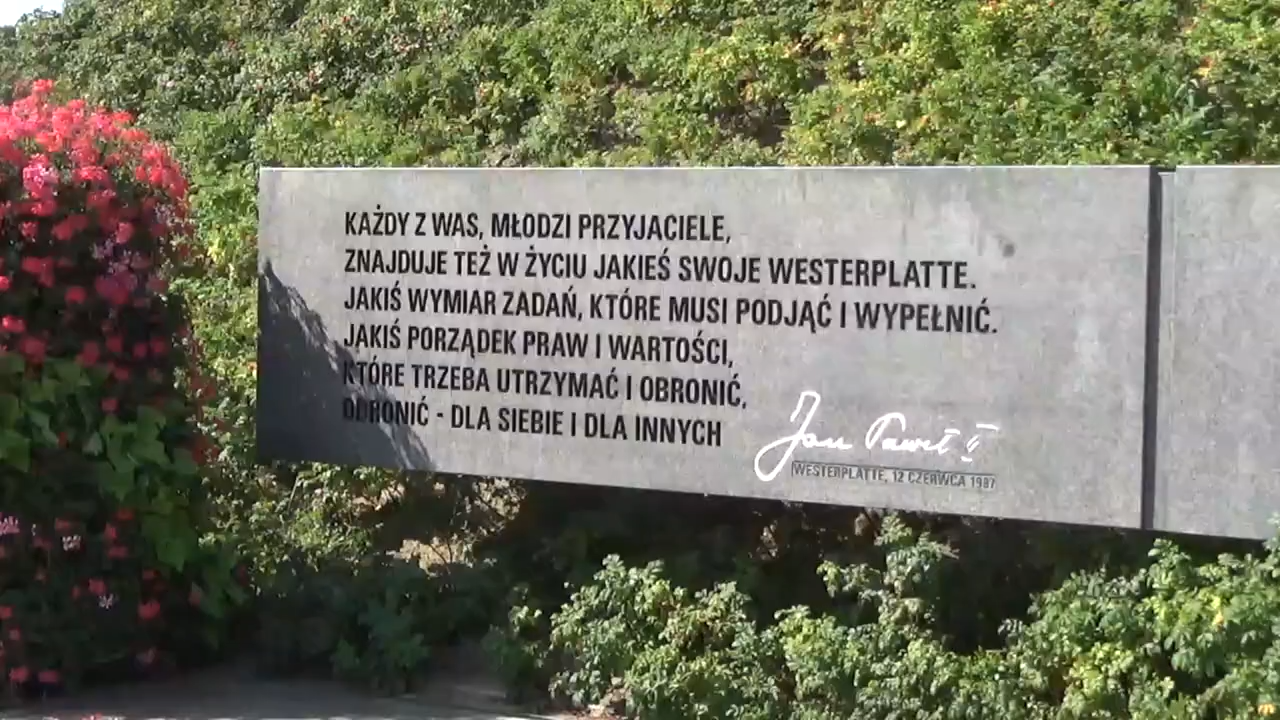 KAŻDY Z WAS, MŁODZI PRZYJACIELE,
ZNAJDUJE TEŻ W ŻYCIU JAKIEŚ SWOJE WESTERPLATTE.
JAKIŚ WYMIAR ZADAŃ, KTÓRE MUSI PODJĄĆ I WYPEŁNIĆ.
JAKIŚ PORZĄDEK PRAW I WARTOŚCI,
KTÓRE TRZEBA UTRZYMAĆ I OBRONIĆ,
OBRONIĆ - DLA SIEBIE I DLA INNYCH
Jan Paweł II
WESTERPLATTE, 12 CZERWCA 1987